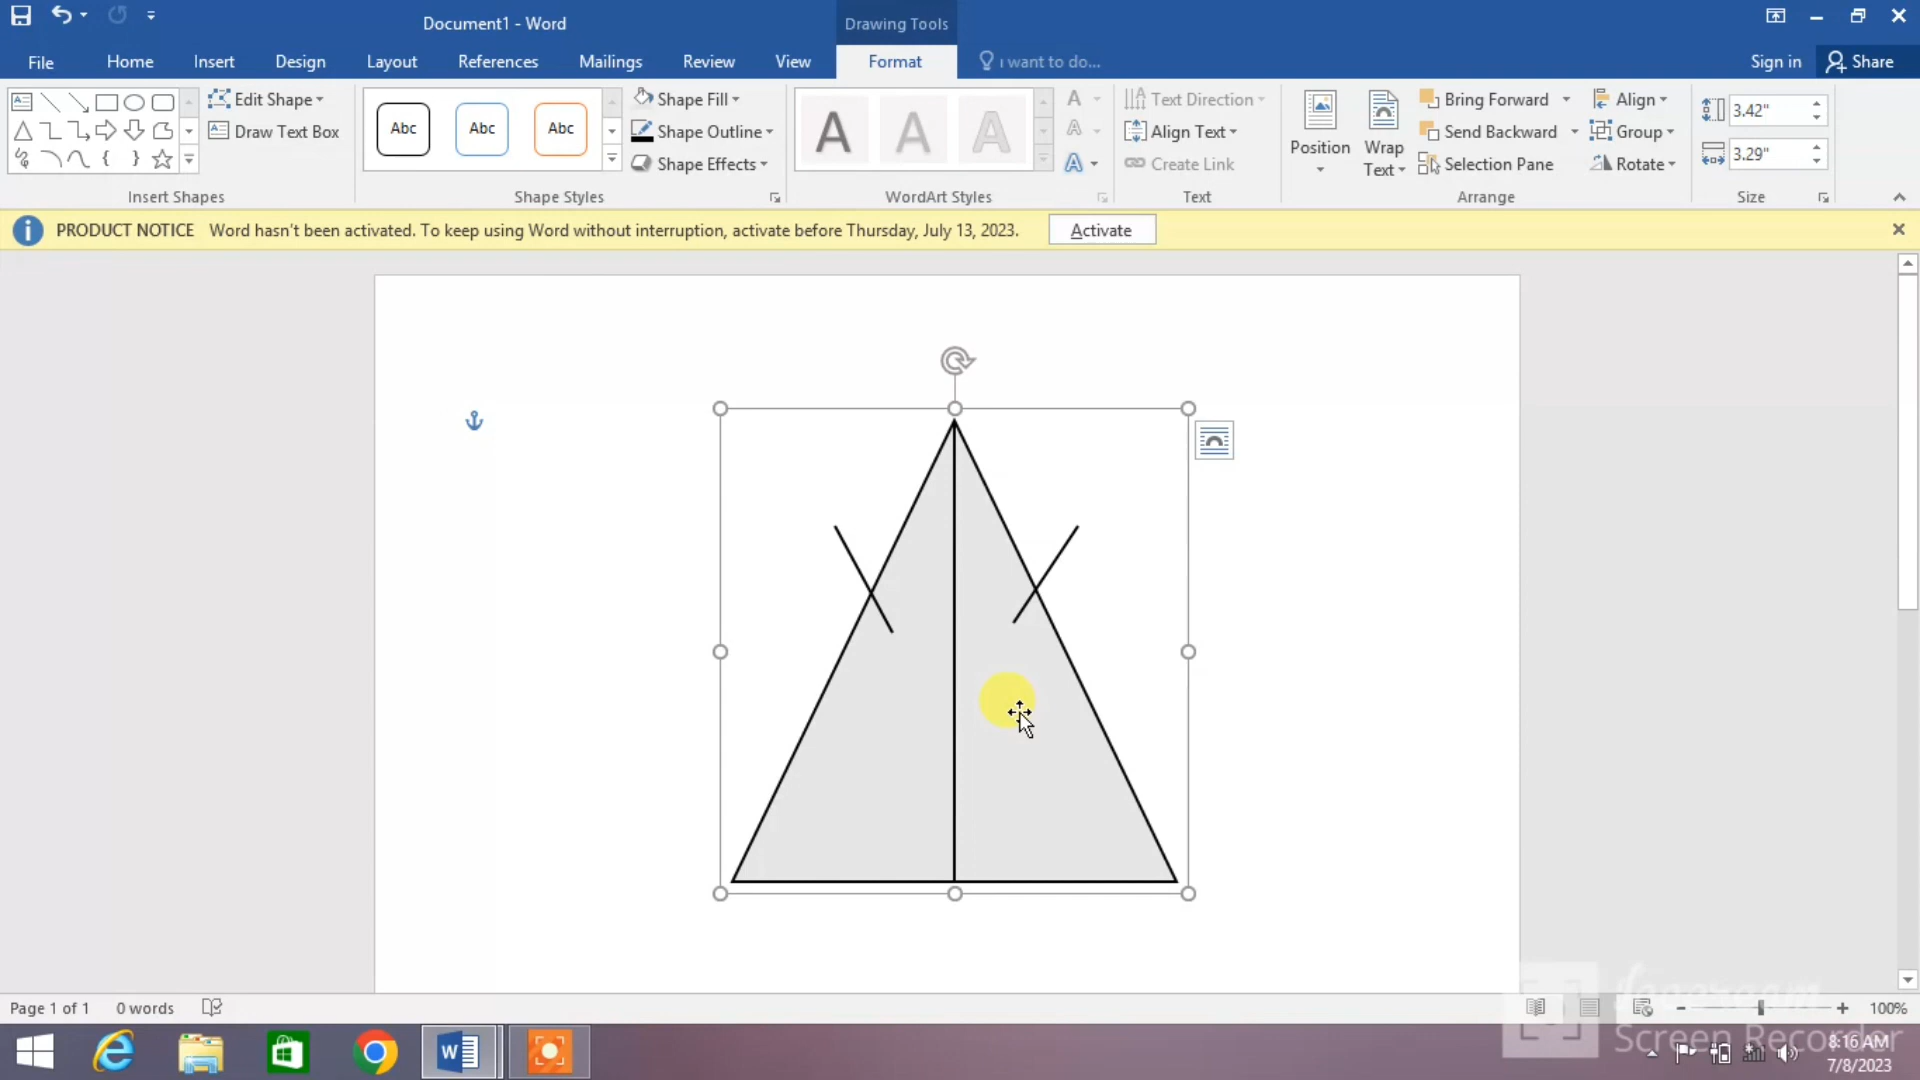 Document1 - Word
Drawing Tools
File Home Insert Design Layout References Mailings Review View Format I want to do... Sign in Share
Edit Shape
Draw Text Box
Insert Shapes
Abc Abc Abc
Shape Fill
Shape Outline
Shape Effects
Shape Styles
A A A
WordArt Styles
Text Direction
Align Text
Create Link
Text
Position
Wrap
Text
Bring Forward
Send Backward
Selection Pane
Align
Group
Rotate
Arrange
3.42"
3.29"
Size
PRODUCT NOTICE Word hasn't been activated. To keep using Word without interruption, activate before Thursday, July 13, 2023. Activate
Page 1 of 1 0 words 100%
Screen Recorder
8:16 AM
7/8/2023